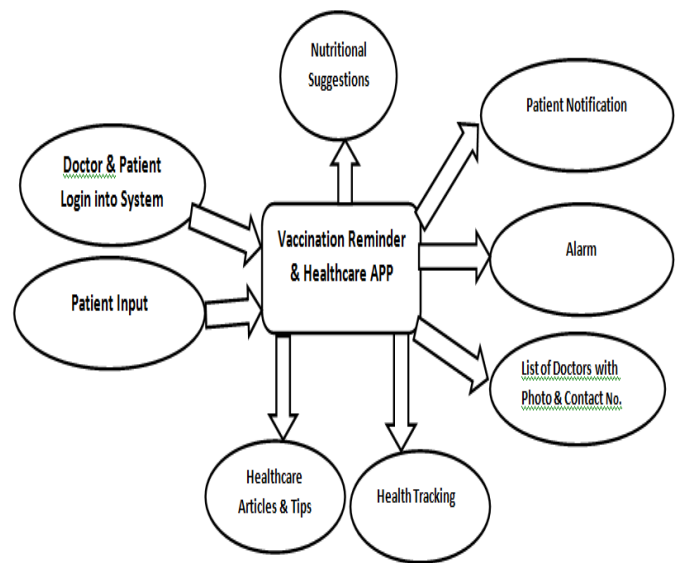 Nutritional
Suggestions
Patient Notification
Doctor & Patient
Login into System
Vaccination Reminder
& Healthcare APP
Alarm
Patient Input
List of Doctors with
Photo & Contact No.
Healthcare
Articles & Tips
Health Tracking